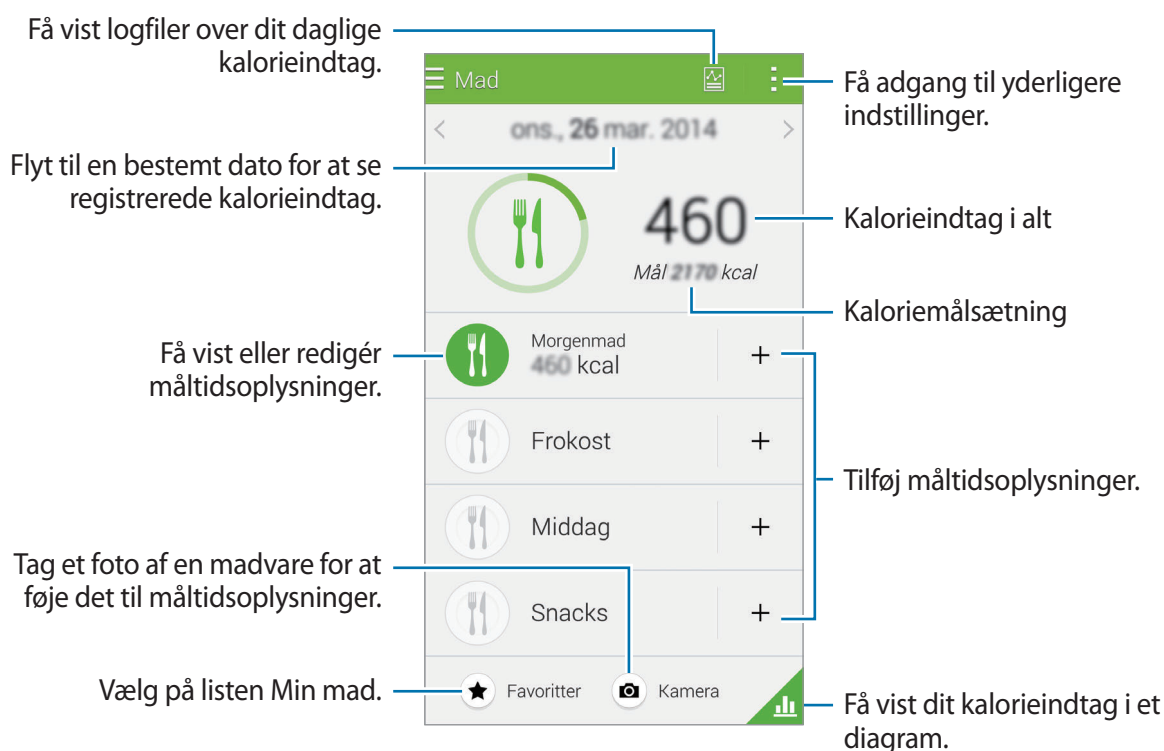 Få vist logfiler over dit daglige
kalorieindtag.
Mad
Få adgang til yderligere
indstillinger.
ons., 26 mar. 2014
Flyt til en bestemt dato for at se
registrerede kalorieindtag.
460
Kalorieindtag i alt
Mål 2170 kcal
Kaloriemålsætning
Få vist eller redigér
måltidsoplysninger.
Morgenmad
460 kcal
Frokost
Tilføj måltidsoplysninger.
Middag
Tag et foto af en madvare for at
føje det til måltidsoplysninger.
Snacks
Vælg på listen Min mad.
Favoritter
Kamera
Få vist dit kalorieindtag i et
diagram.